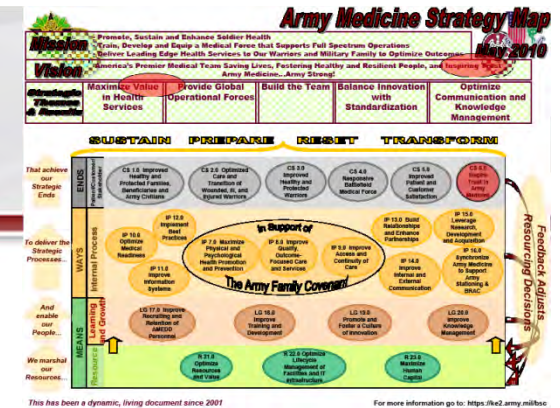 Army Medicine Strategy Map
May 2010
Mission
Promote, Sustain and Enhance Soldier Health
Train, Develop and Equip a Medical Force that Supports Full Spectrum Operations
Deliver Leading Edge Health Services to Our Warriors and Military Family to Optimize Outcomes
Vision
America's Premier Medical Team Saving Lives, Fostering Healthy and Resilient People, and Inspiring Trust
Army Medicine...Army Strong!
Strategic
Themes
Maximize Value
in Health
Services
Provide Global
Operational Forces
Build the Team
Balance Innovation
with
Standardization
Optimize
Communication and
Knowledge
Management
SUSTAIN PREPARE RESET TRANSFORM
That achieve
our
Strategic
Ends
ENDS
CS 1.0 Improved
Healthy and
Protected Families,
Beneficiaries and
Army Civilians
CS 2.0 Optimized
Care and
Transition of
Wounded, Ill, and
Injured Warriors
CS 3.0
Improved
Healthy and
Protected
Warriors
CS 4.0
Responsive
Battlefield
Medical Force
CS 5.0
Improved
Patient and
Customer
Satisfaction
CS 6.0
Inspire
Trust in
Army
Medicine
To deliver the
Strategic
Processes...
WAYS
Internal Process
IP 10.0
Optimize
Medical
Readiness
IP 12.0
Implement
Best
Practices
IP 11.0
Improve
Information
Systems
In Support of
IP 7.0 Maximize
Physical and
Psychological
Health Promotion
and Prevention
IP 8.0 Improve
Quality,
Outcome-
Focused Care
and Services
IP 9.0 Improve
Access and
Continuity of
Care
The Army Family Covenant
IP 13.0 Build
Relationships
and Enhance
Partnerships
IP 14.0
Improve
Internal and
External
Communication
IP 15.0
Leverage
Research,
Development
and Acquisition
IP 16.0
Synchronize
Army Medicine
to Support
Army
Stationing &
BRAC
And
enable
our
People...
MEANS
Learning
and Growth
LG 17.0 Improve
Recruiting and
Retention of
AMEDD
Personnel
LG 18.0
Improve
Training and
Development
LG 19.0
Promote and
Foster a Culture
of Innovation
LG 20.0
Improve
Knowledge
Management
We marshal
our
Resources...
Resource
R 21.0
Optimize
Resources
and Value
R 22.0 Optimize
Lifecycle
Management of
Facilities and IT
Infrastructure
R 23.0
Maximize
Human
Capital
Feedback Adjusts
Resourcing Decisions
This has been a dynamic, living document since 2001
For more information go to: https://ke2.army.mil/bsc